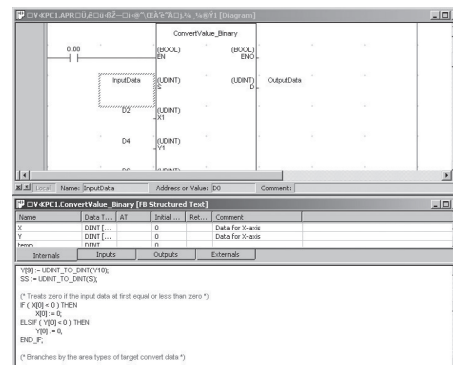 [Diagram]
ConvertValue_Binary
0.00
(BOOL)
EN
(BOOL)
ENO
InputData
(UDINT)
S
(UDINT)
D
OutputData
D2
(UDINT)
X1
D4
(UDINT)
Y1
Local Name: InputData Address or Value: D0 Comment:
ConvertValue_Binary [FB Structured Text]
Name Data T... AT Initial ... Ret... Comment
X DINT [... 0 Data for X-axis
Y DINT [... 0 Data for X-axis
temp DINT 0
Internals Inputs Outputs Externals
SS := UDINT_TO_DINT(S);
(* Treats zero if the input data at first equal or less than zero *)
IF ( X[0] < 0 ) THEN
X[0] := 0;
ELSIF ( Y[0] < 0 ) THEN
Y[0] := 0;
END_IF;
(* Branches by the area types of target convert data *)